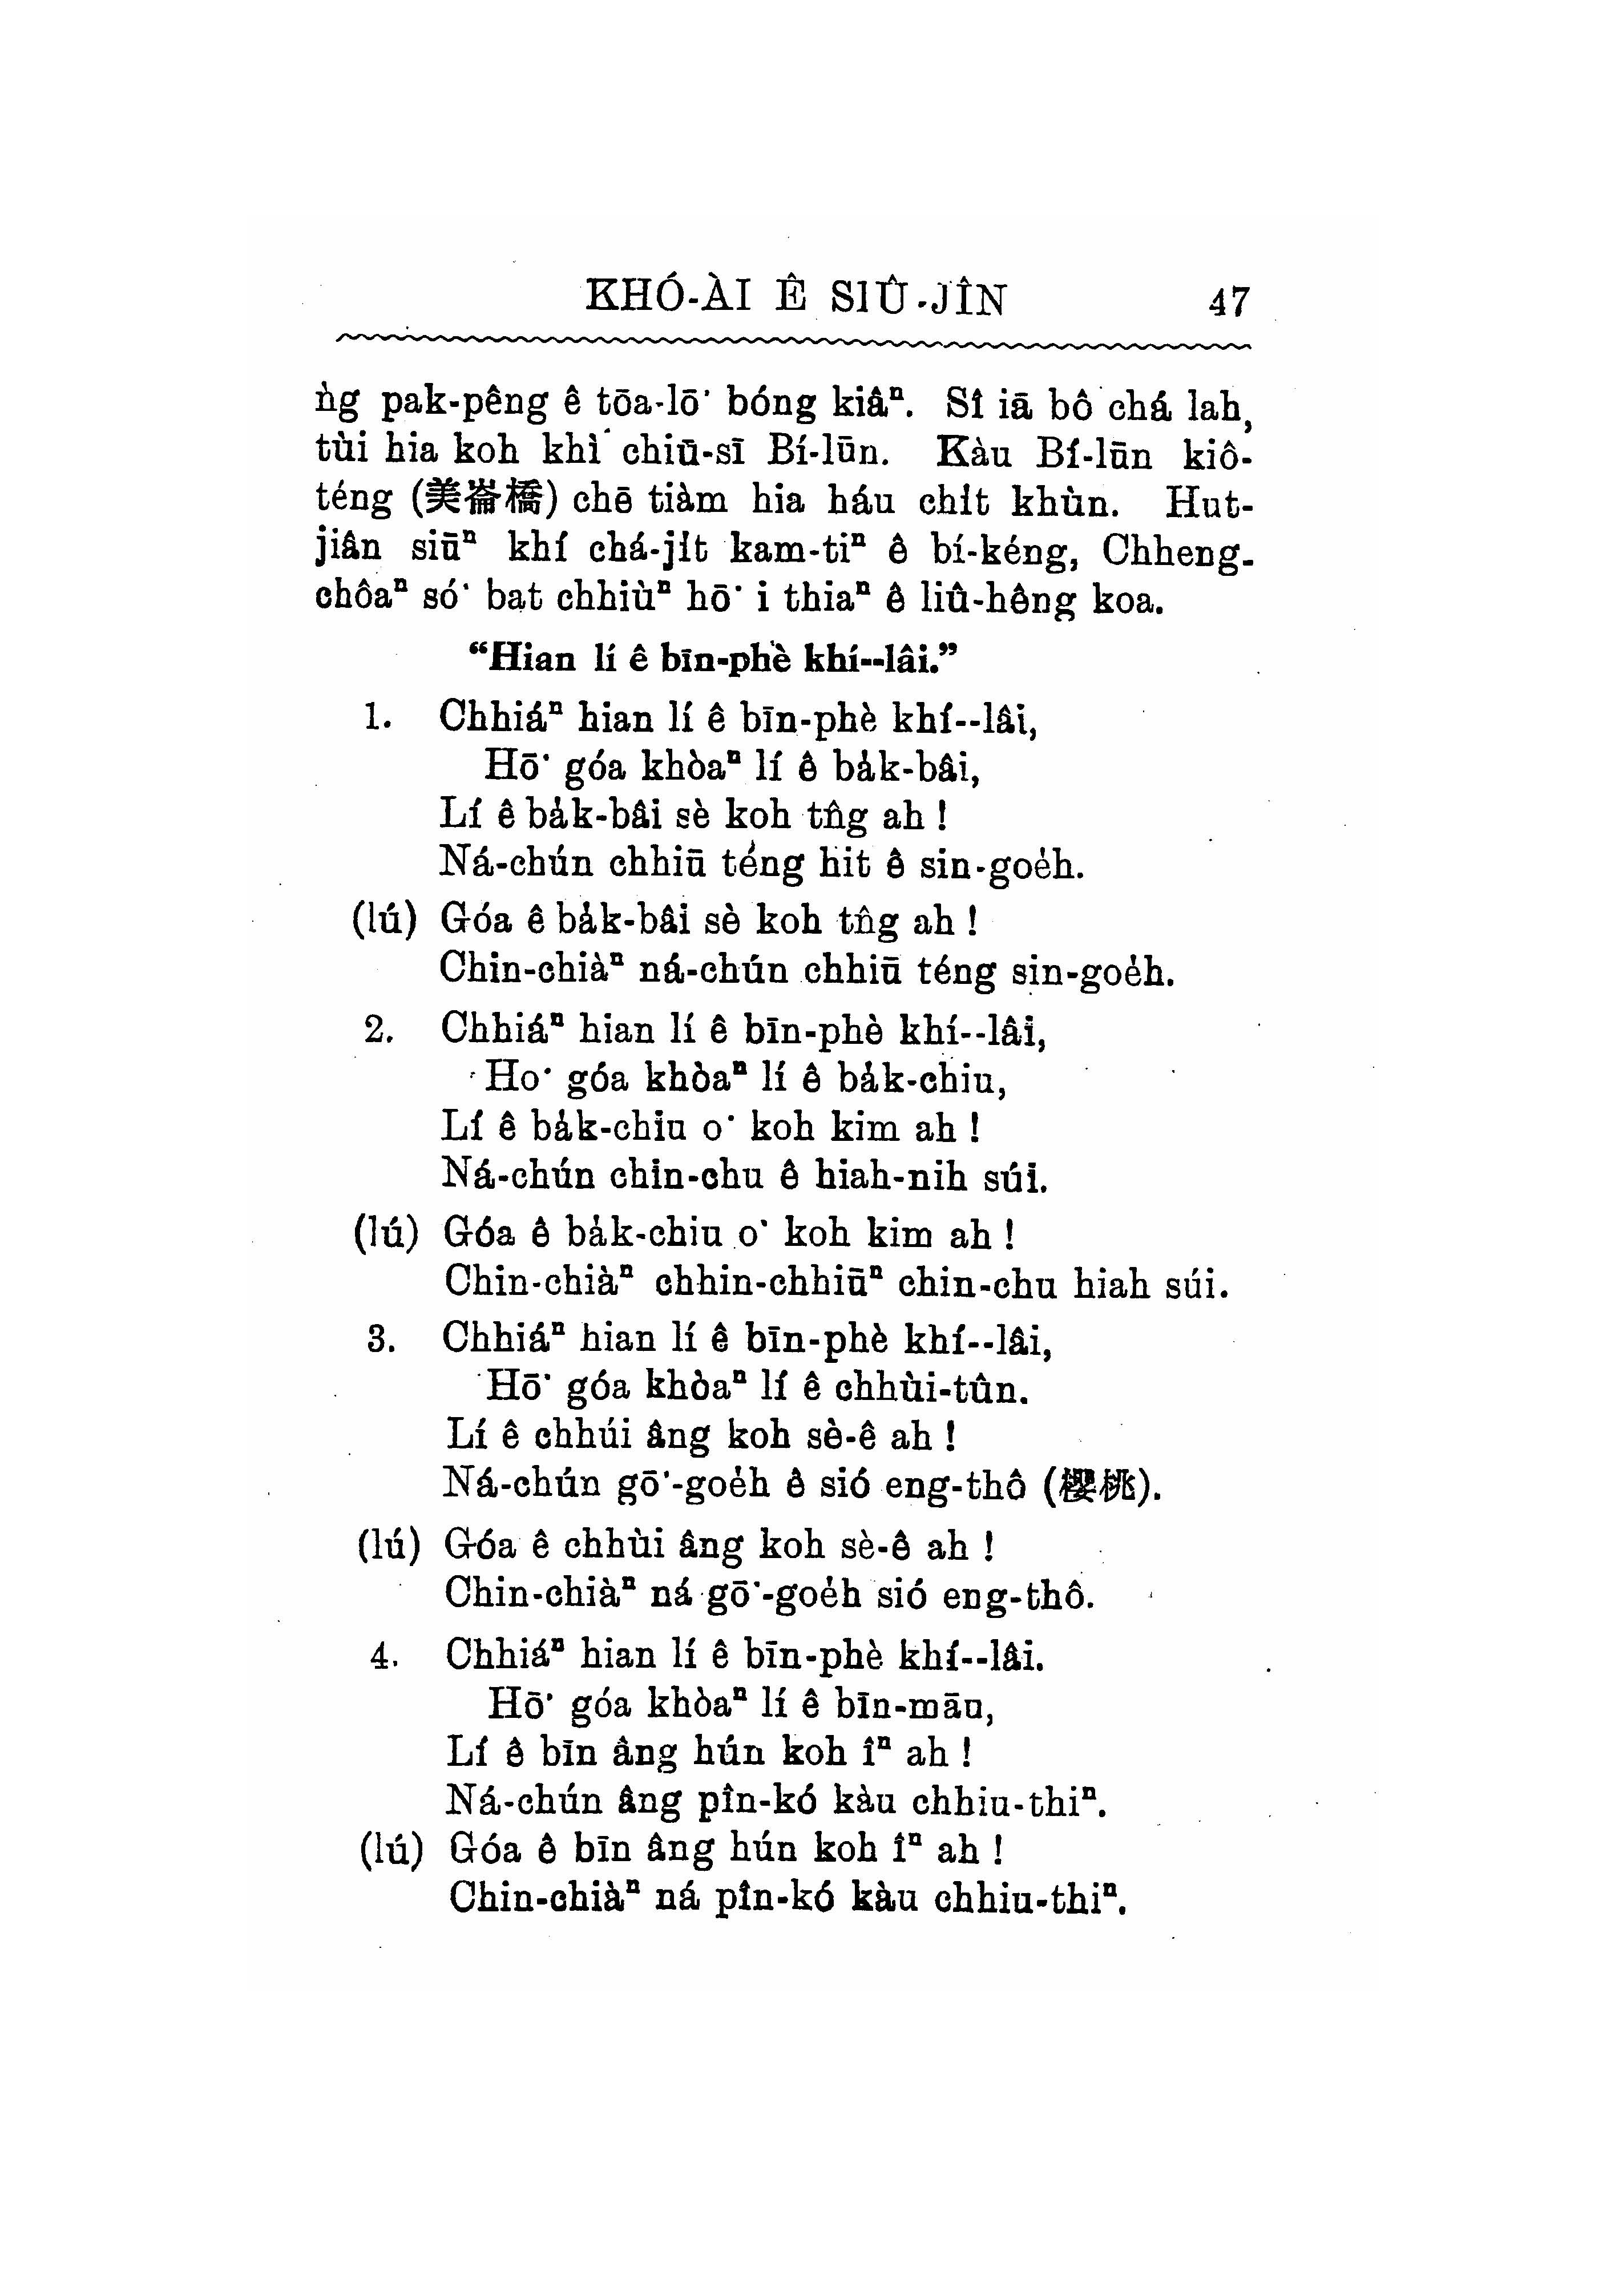 KHÓ-ÀI Ê SIÛ-JÎN 47
ǹg pak-pêng ê tōa-lō͘ bóng kiâⁿ. Sî iā bô chá lah,
tùi hia koh khì chiū-sī Bí-lūn. Kàu Bí-lūn kiô-
téng (美崙橋) chē tiàm hia háu chi̍t khùn. Hut-
jiân siūⁿ khí chá-ji̍t kam-tiⁿ ê bí-kéng, Chheng-
chôaⁿ só͘ bat chhiùⁿ hō͘ i thiaⁿ ê liû-hêng koa.
“Hian lí ê bīn-phè khí--lâi.”
1. Chhiáⁿ hian lí ê bīn-phè khí--lâi,
Hō͘ góa khòaⁿ lí ê ba̍k-bâi,
Lí ê ba̍k-bâi sè koh tn̂g ah !
Ná-chún chhiū téng hit ê sin-goe̍h.
(lú) Góa ê ba̍k-bâi sè koh tn̂g ah !
Chin-chiàⁿ ná-chún chhiū téng sin-goe̍h.
2. Chhiáⁿ hian lí ê bīn-phè khí--lâi,
Ho͘ góa khòaⁿ lí ê ba̍k-chiu,
Lí ê ba̍k-chiu o͘ koh kim ah !
Ná-chún chin-chu ê hiah-nih súi.
(lú) Góa ê ba̍k-chiu o͘ koh kim ah !
Chin-chiàⁿ chhin-chhiūⁿ chin-chu hiah súi.
3. Chhiáⁿ hian lí ê bīn-phè khí--lâi,
Hō͘ góa khòaⁿ lí ê chhùi-tûn.
Lí ê chhúi âng koh sè-ê ah !
Ná-chún gō͘-goe̍h ê sió eng-thô (櫻桃).
(lú) Góa ê chhùi âng koh sè-ê ah !
Chin-chiàⁿ ná gō͘-goe̍h sió eng-thô.
4. Chhiáⁿ hian lí ê bīn-phè khí--lâi.
Hō͘ góa khòaⁿ lí ê bīn-māu,
Lí ê bīn âng hún koh îⁿ ah !
Ná-chún âng pîn-kó kàu chhiu-thiⁿ.
(lú) Góa ê bīn âng hún koh îⁿ ah !
Chin-chiàⁿ ná pîn-kó kàu chhiu-thiⁿ.